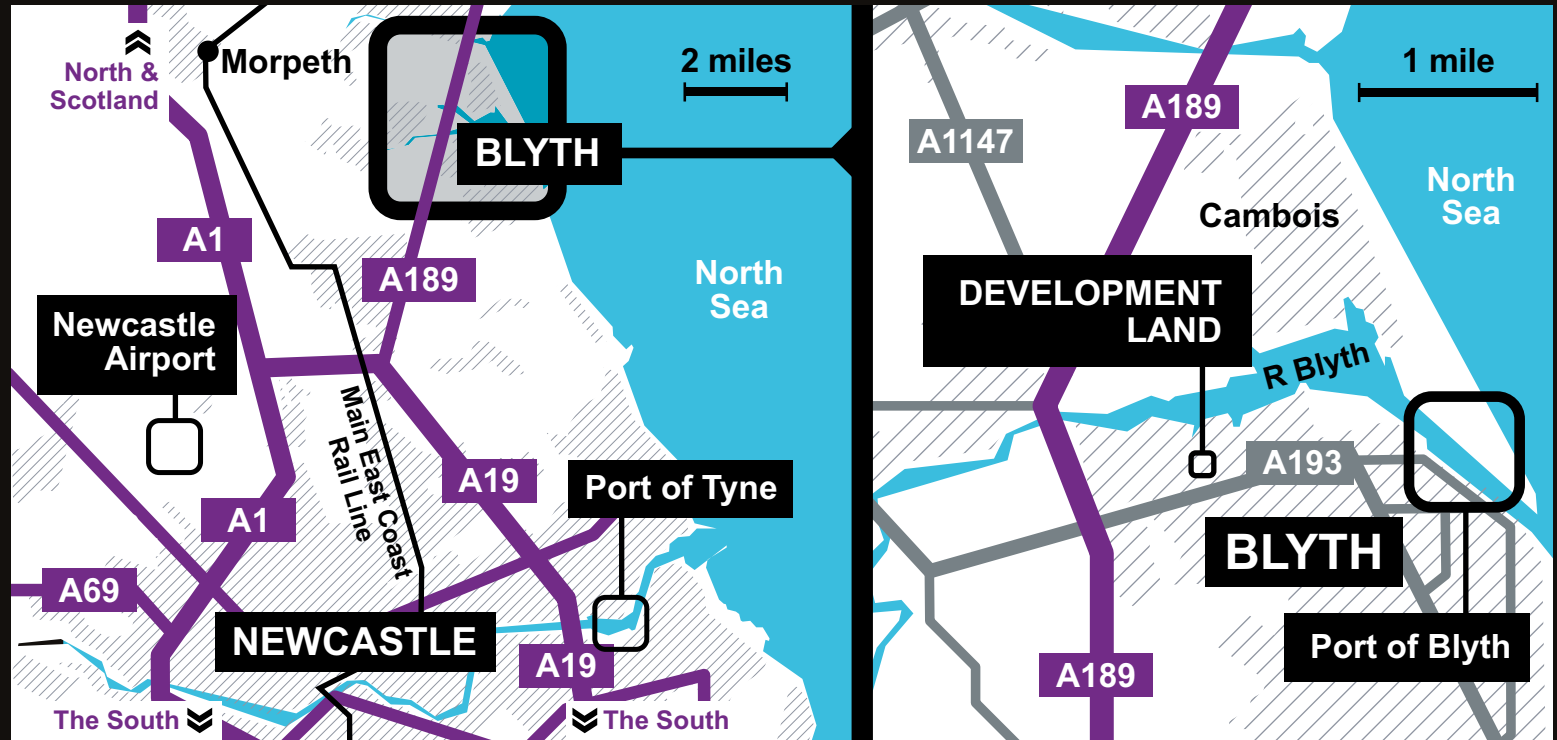 Morpeth
North &
Scotland
2 miles
BLYTH
A1
A189
Newcastle
Airport
North
Sea
Main East Coast
Rail Line
A19
Port of Tyne
A1
A69
NEWCASTLE
A19
The South
The South
1 mile
A189
A1147
North
Sea
Cambois
DEVELOPMENT
LAND
R Blyth
A193
BLYTH
Port of Blyth
A189